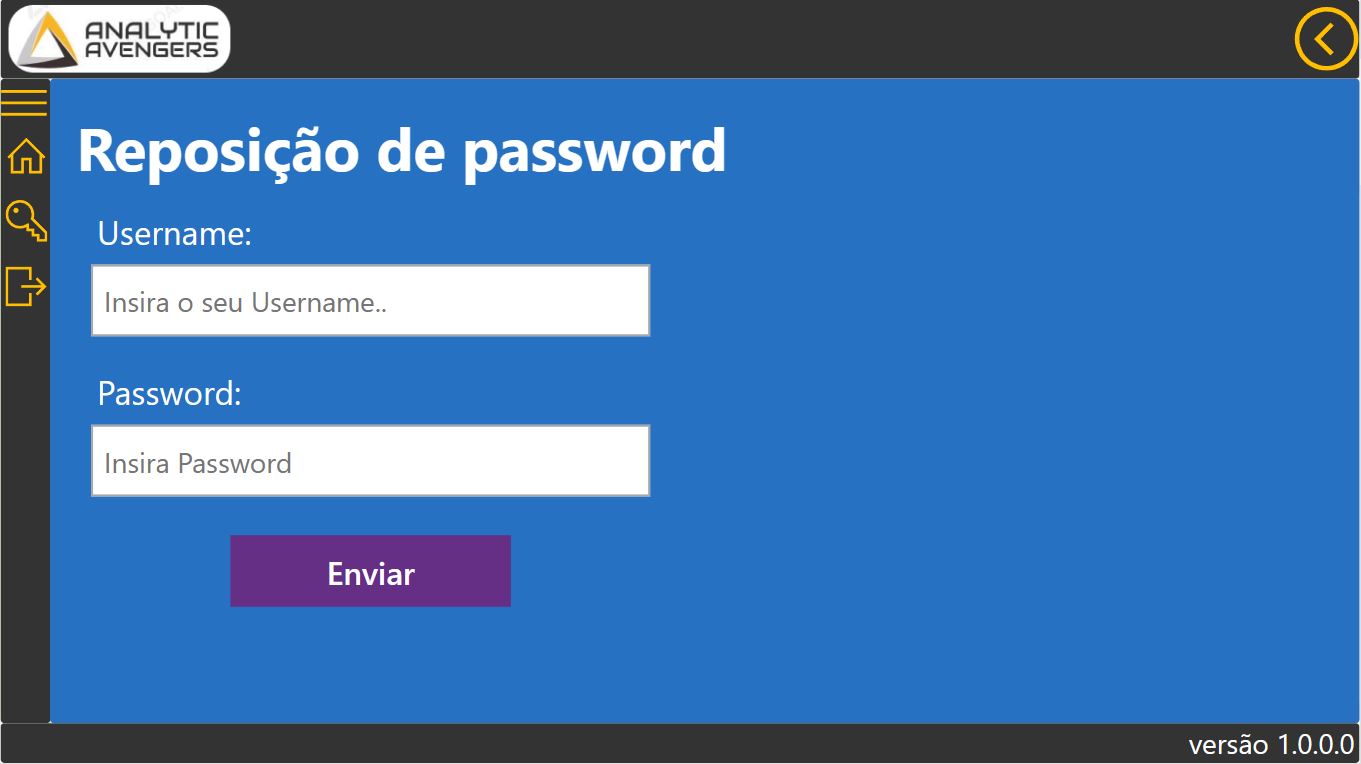 ANALYTIC
AVENGERS
Reposição de password
Username:
Insira o seu Username..
Password:
Insira Password
Enviar
versão 1.0.0.0